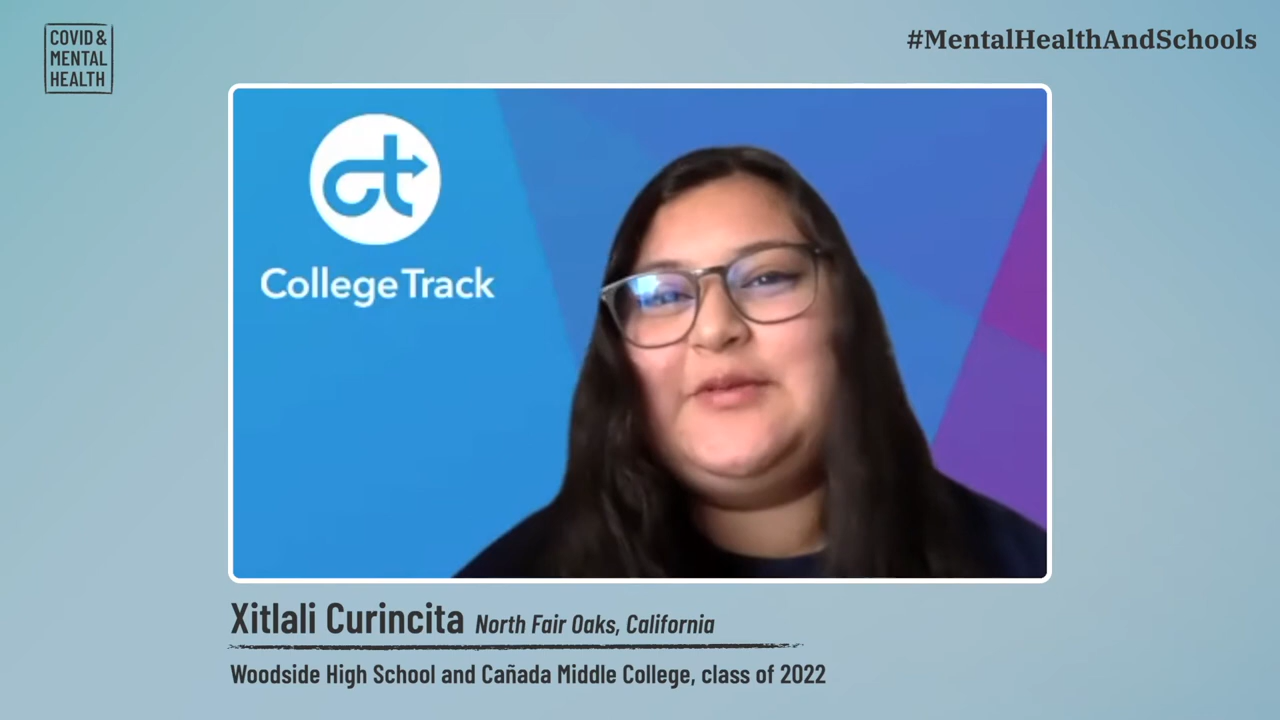 COVID &
MENTAL
HEALTH
#MentalHealthAndSchools
ct
CollegeTrack
Xitlali Curincita North Fair Oaks, California
Woodside High School and Cañada Middle College, class of 2022